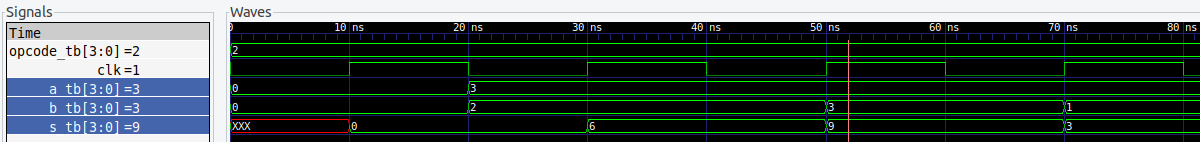 Signals
Waves
Time
0 10 ns 20 ns 30 ns 40 ns 50 ns 60 ns 70 ns 80 ns
opcode_tb[3:0] =2
2
clk =1
a_tb[3:0] =3
0 3
b_tb[3:0] =3
0 2 3 1
s_tb[3:0] =9
XXX 0 6 9 3